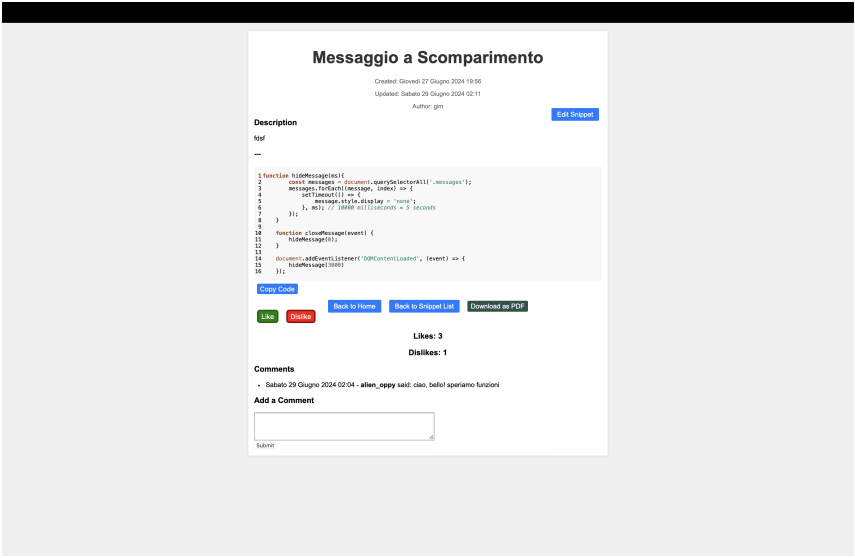 Messaggio a Scomparimento
Created: Giovedì 27 Giugno 2024 19:56
Updated: Sabato 29 Giugno 2024 02:11
Author: gim
Edit Snippet
Description
fdsf
---
1 function hideMessage(ms){
2 const messages = document.querySelectorAll('.messages');
3 messages.forEach((message, index) => {
4 setTimeout(() => {
5 message.style.display = 'none';
6 }, ms); // 10000 milliseconds = 5 seconds
7 });
8 }
9
10 function closeMessage(event) {
11 hideMessage(0);
12 }
13
14 document.addEventListener('DOMContentLoaded', (event) => {
15 hideMessage(3000)
16 });
Copy Code
Back to Home Back to Snippet List Download as PDF
Like Dislike
Likes: 3
Dislikes: 1
Comments
• Sabato 29 Giugno 2024 02:04 - alien_oppy said: ciao, bello! speriamo funzioni
Add a Comment
Submit